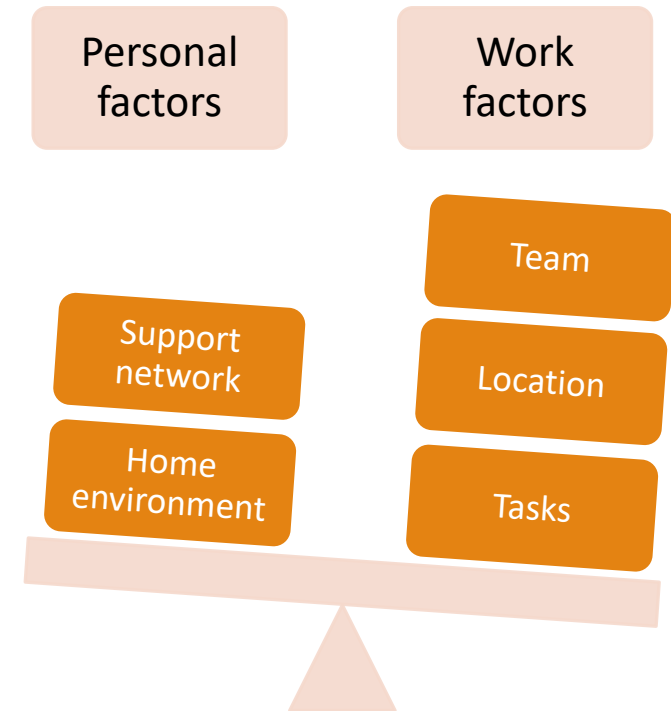 Personal
factors
Work
factors
Support
network
Home
environment
Team
Location
Tasks